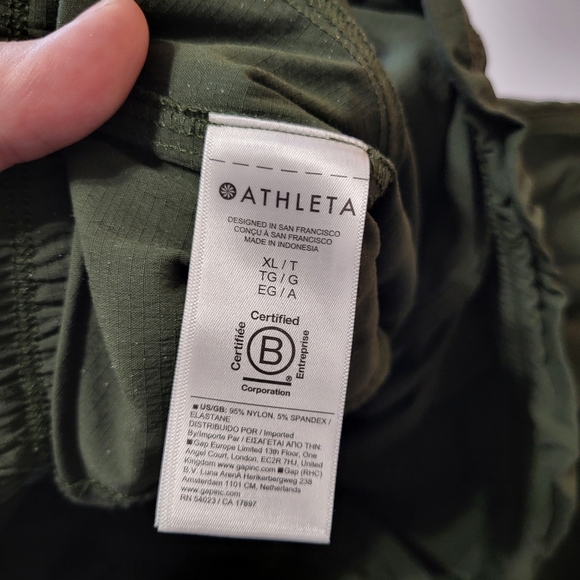 ATHLETA
DESIGNED IN SAN FRANCISCO
CONÇU À SAN FRANCISCO
MADE IN INDONESIA
XL / T
TG / G
EG / A
Certified
Certifiée
B
Entreprise
®
Corporation
■ US/GB: 95% NYLON, 5% SPANDEX /
ELASTANE
DISTRIBUIDO POR / Imported
By/Importe Par / ΕΙΣΑΓΕΤΑΙ ΑΠΟ ΤΗΝ:
■ Gap Europe Limited 13th Floor, One
Angel Court, London, EC2R 7HJ, United
Kingdom www.gapinc.com ■ Gap (RHC)
B.V. Luna ArenA Herikerbergweg 238
Amsterdam 1101 CM, Netherlands
www.gapinc.com
RN 54023 / CA 17897